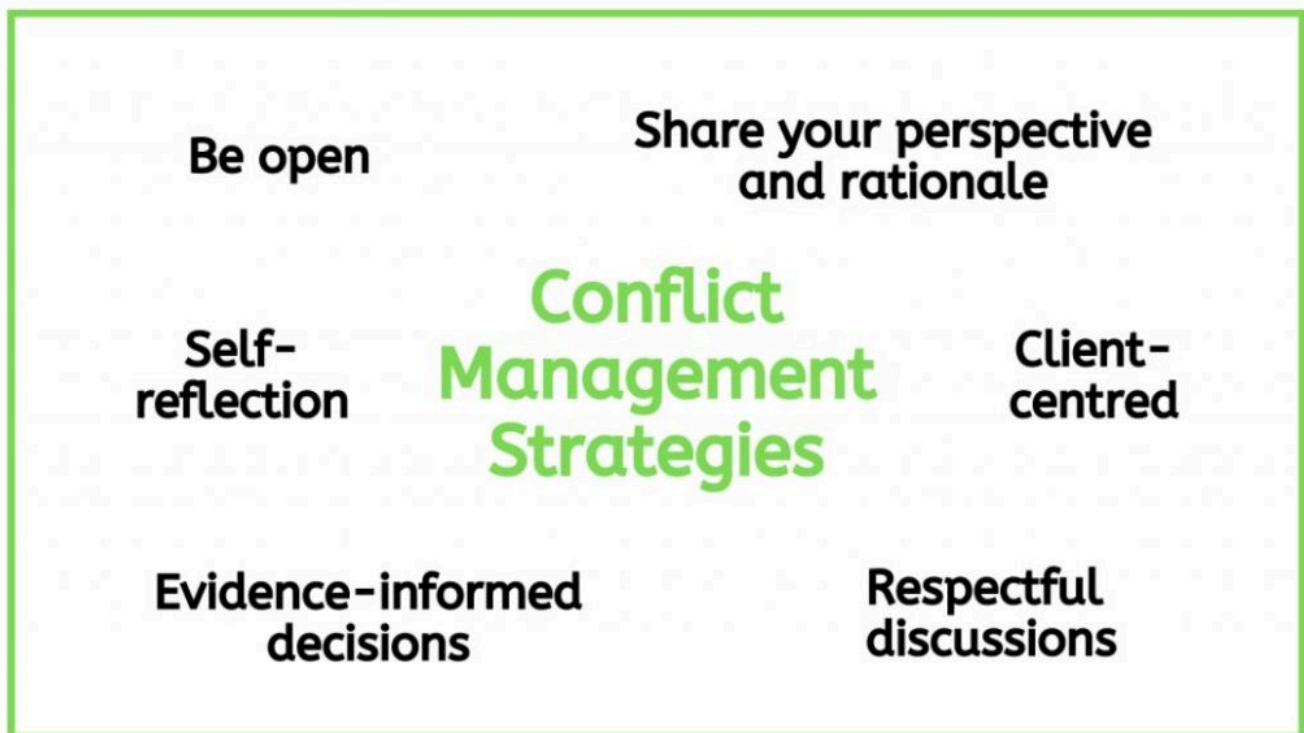 Be open
Share your perspective
and rationale
Conflict
Management
Strategies
Self-
reflection
Client-
centred
Evidence-informed
decisions
Respectful
discussions